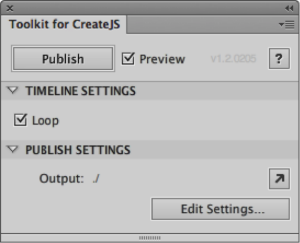 Toolkit for CreateJS
Publish Preview v1.2.0205 ?
TIMELINE SETTINGS
Loop
PUBLISH SETTINGS
Output: ./
Edit Settings...